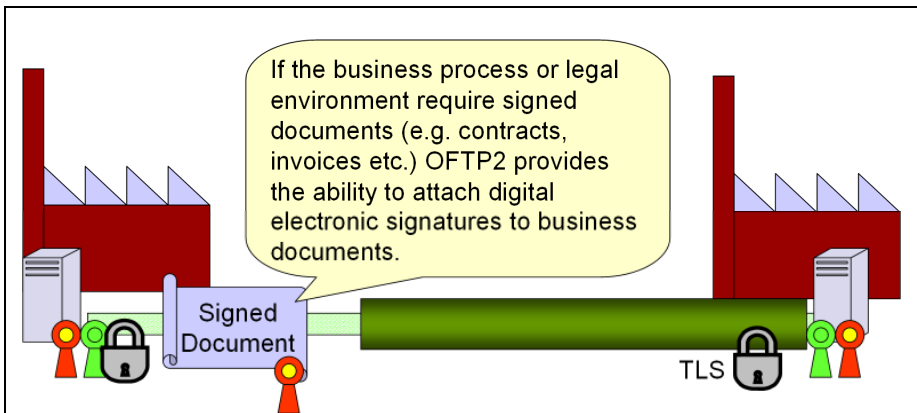 If the business process or legal
environment require signed
documents (e.g. contracts,
invoices etc.) OFTP2 provides
the ability to attach digital
electronic signatures to business
documents.
Signed
Document
TLS